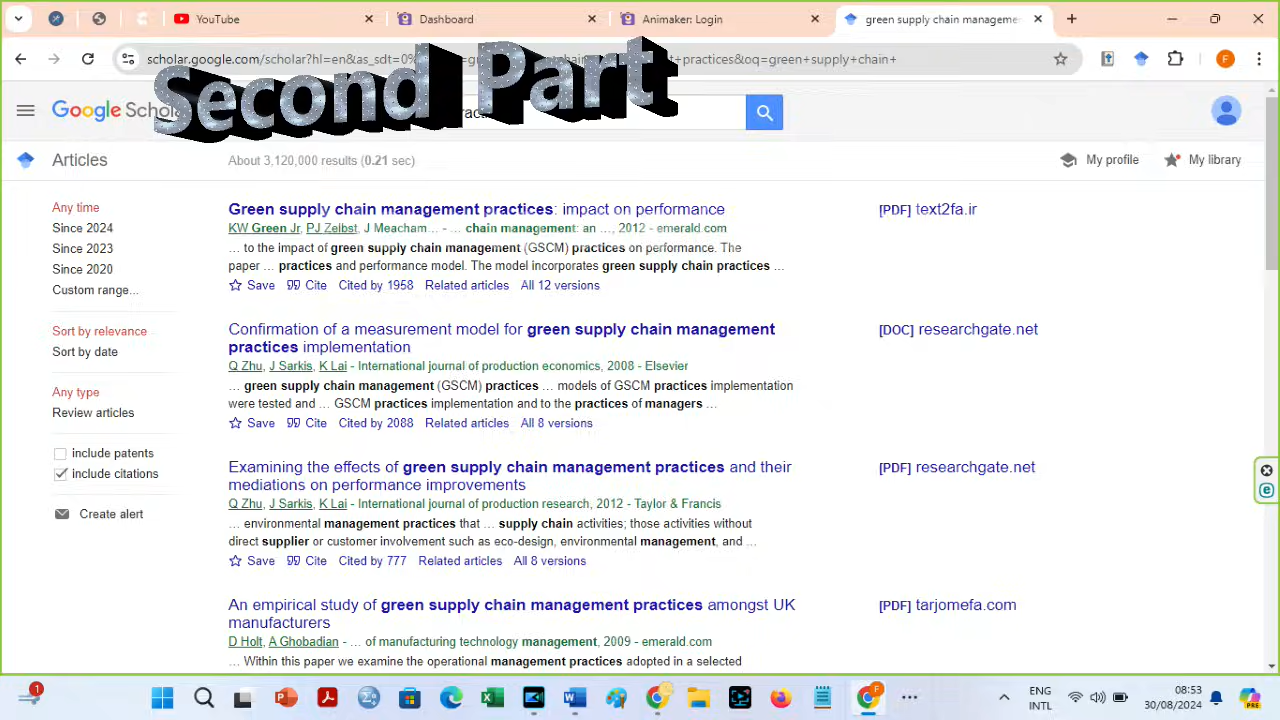 YouTube
Dashboard
Animaker: Login
green supply chain manageme
scholar.google.com/scholar?hl=en&as_sdt=0%
practices&oq=green+supply+chain+
F
Second Part
Google Scho
Articles
About 3,120,000 results (0.21 sec)
My profile
My library
Any time
Since 2024
Since 2023
Since 2020
Custom range...
Sort by relevance
Sort by date
Any type
Review articles
include patents
include citations
Create alert
Green supply chain management practices: impact on performance
[PDF] text2fa.ir
KW Green Jr, PJ Zelbst, J Meacham… - … chain management: an …, 2012 - emerald.com
… to the impact of green supply chain management (GSCM) practices on performance. The
paper … practices and performance model. The model incorporates green supply chain practices …
Save Cite Cited by 1958 Related articles All 12 versions
Confirmation of a measurement model for green supply chain management
practices implementation
[DOC] researchgate.net
Q Zhu, J Sarkis, K Lai - International journal of production economics, 2008 - Elsevier
… green supply chain management (GSCM) practices … models of GSCM practices implementation
were tested and … GSCM practices implementation and to the practices of managers …
Save Cite Cited by 2088 Related articles All 8 versions
Examining the effects of green supply chain management practices and their
mediations on performance improvements
[PDF] researchgate.net
Q Zhu, J Sarkis, K Lai - International journal of production research, 2012 - Taylor & Francis
… environmental management practices that … supply chain activities; those activities without
direct supplier or customer involvement such as eco-design, environmental management, and …
Save Cite Cited by 777 Related articles All 8 versions
An empirical study of green supply chain management practices amongst UK
manufacturers
[PDF] tarjomefa.com
D Holt, A Ghobadian - … of manufacturing technology management, 2009 - emerald.com
… Within this paper we examine the operational management practices adopted in a selected
1
ENG
INTL
08:53
30/08/2024
PRE